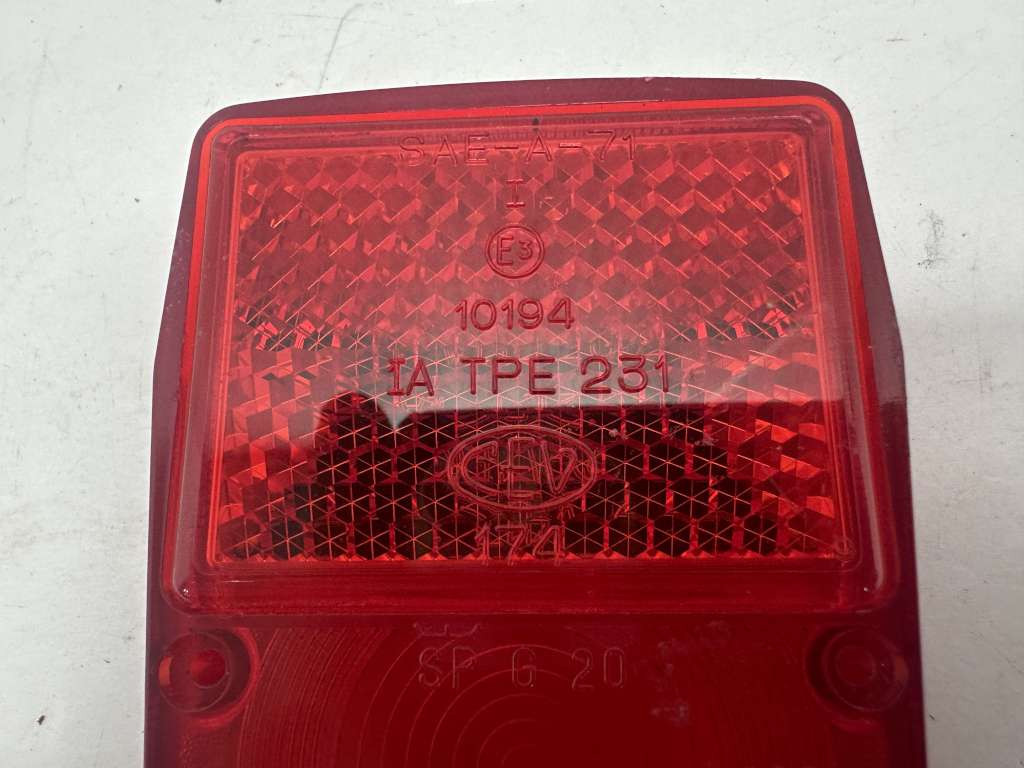 SAE-A-71
I
E3
10194
IA TPE 231
CEV
174
SP G 20